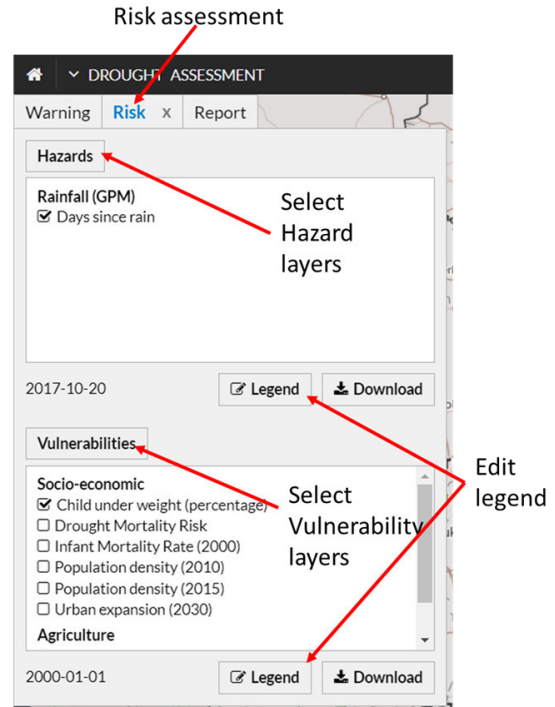 Risk assessment
DROUGHT ASSESSMENT
Warning Risk x Report
Hazards
Rainfall (GPM)
Days since rain
Select
Hazard
layers
2017-10-20 Legend Download
Vulnerabilities
Socio-economic
Child under weight (percentage)
Drought Mortality Risk
Infant Mortality Rate (2000)
Population density (2010)
Population density (2015)
Urban expansion (2030)
Agriculture
Select
Vulnerability
layers
Edit
legend
2000-01-01 Legend Download